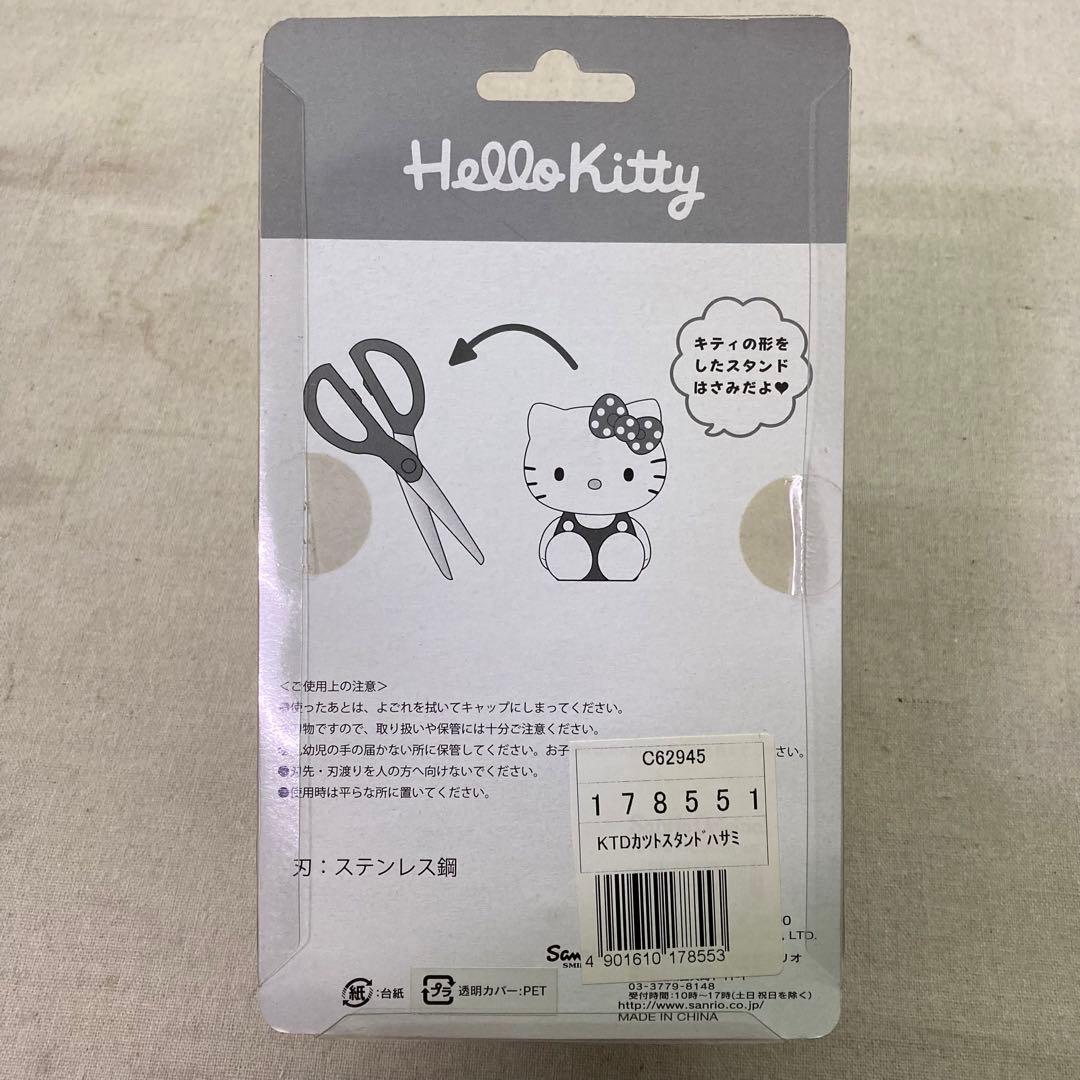 Hello Kitty
キティの形を
したスタンド
はさみだよ♥
＜ご使用上の注意＞
●使ったあとは、よごれを拭いてキャップにしまってください。
物ですので、取り扱いや保管には十分ご注意ください。
幼児の手の届かない所に保管してください。お子 さい。
●刃先・刃渡りを人の方へ向けないでください。
●使用時は平らな所に置いてください。
刃：ステンレス鋼
C62945
178551
KTDカットスタンドハサミ
4 901610 178553
0
, LTD.
San リオ
SMI
紙 :台紙
プラ 透明カバー:PET
03-3779-8148
受付時間:10時～17時(土日祝日を除く)
http://www.sanrio.co.jp/
MADE IN CHINA